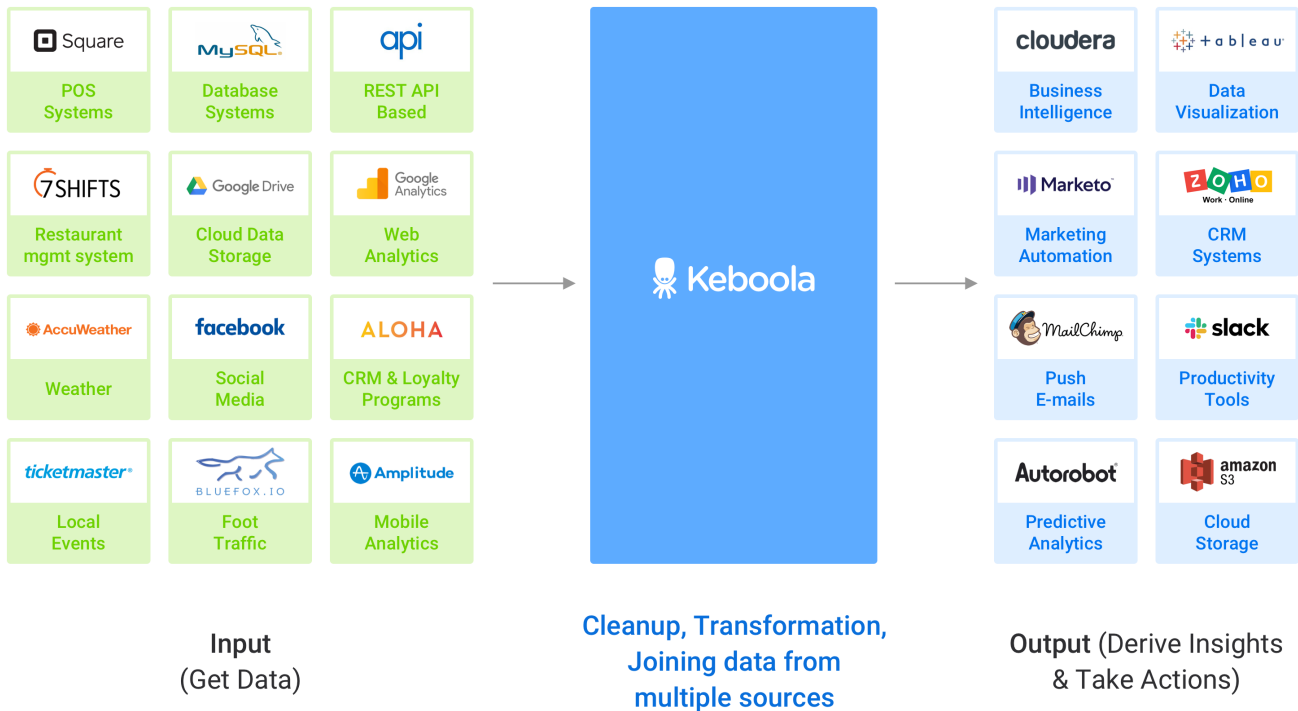 Square
MySQL
api
POS
Systems
Database
Systems
REST API
Based
7SHIFTS
Google Drive
Google
Analytics
Restaurant
mgmt system
Cloud Data
Storage
Web
Analytics
AccuWeather
facebook
ALOHA
Weather
Social
Media
CRM & Loyalty
Programs
ticketmaster®
BLUEFOX.IO
Amplitude
Local
Events
Foot
Traffic
Mobile
Analytics
Input
(Get Data)
Keboola
Cleanup, Transformation,
Joining data from
multiple sources
cloudera
+ableau
Business
Intelligence
Data
Visualization
Marketo™
ZOHO
Work · Online
Marketing
Automation
CRM
Systems
MailChimp
slack
Push
E-mails
Productivity
Tools
Autorobot®
amazon
S3
Predictive
Analytics
Cloud
Storage
Output (Derive Insights
& Take Actions)